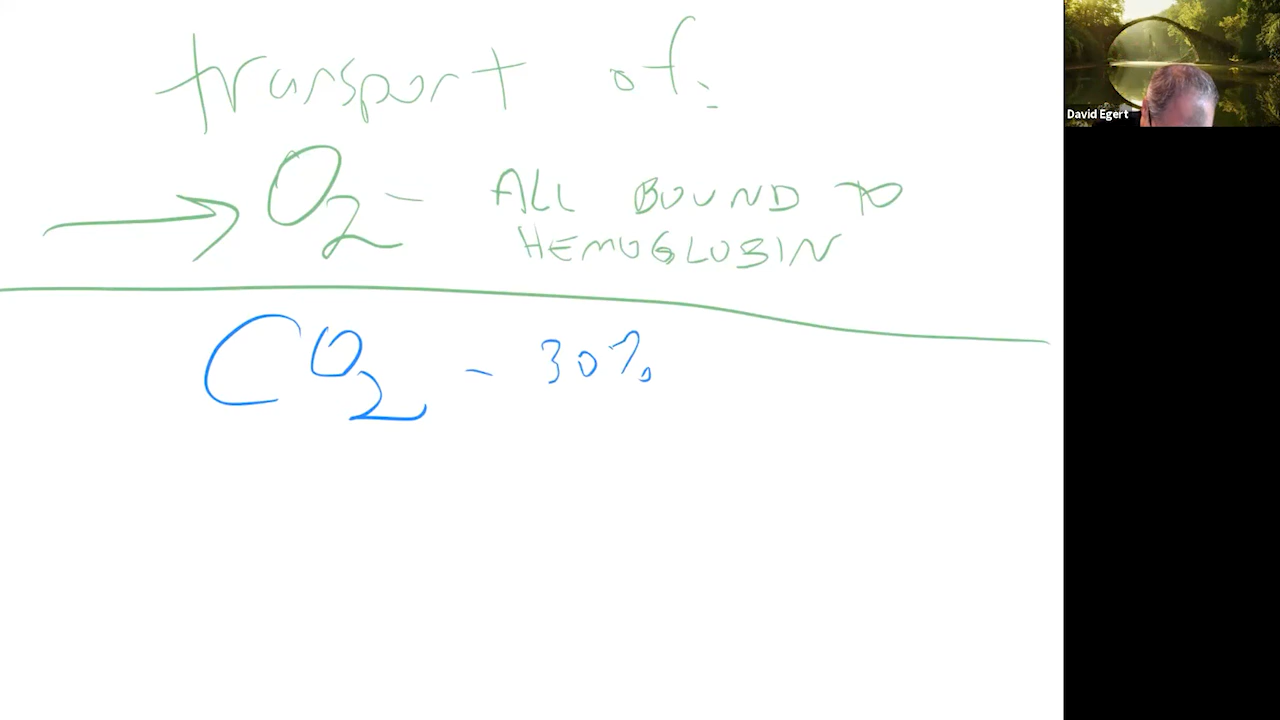 transport of:
O2 - ALL BOUND TO
HEMOGLOBIN
CO2 - 30%
David Egert